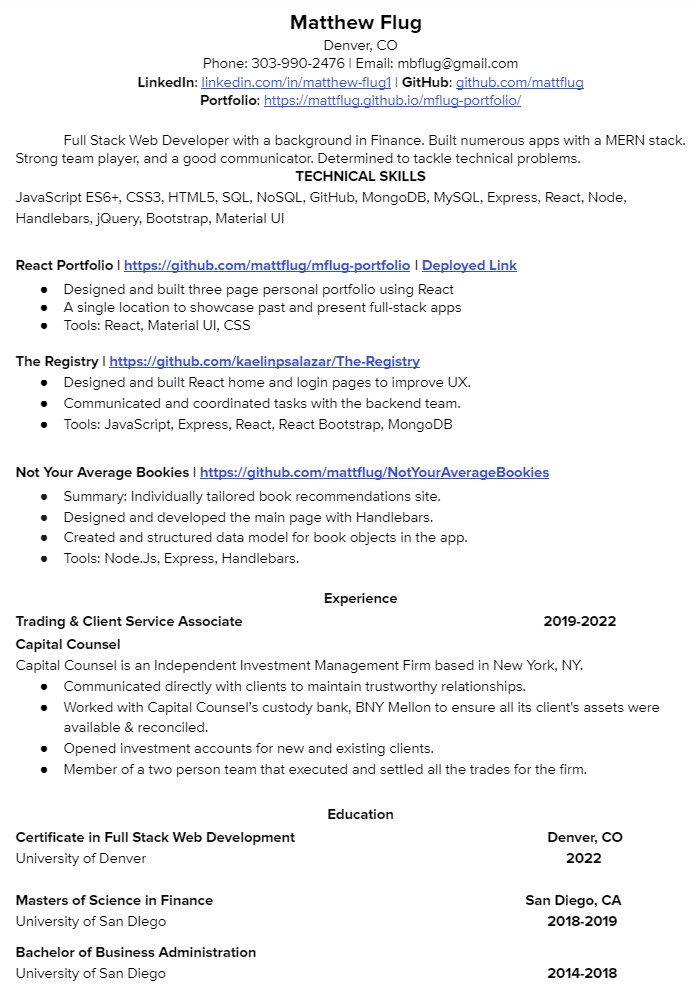 Matthew Flug
Denver, CO
Phone: 303-990-2476 | Email: mbflug@gmail.com
LinkedIn: linkedin.com/in/matthew-flug1 | GitHub: github.com/mattflug
Portfolio: https://mattflug.github.io/mflug-portfolio/
Full Stack Web Developer with a background in Finance. Built numerous apps with a MERN stack.
Strong team player, and a good communicator. Determined to tackle technical problems.
TECHNICAL SKILLS
JavaScript ES6+, CSS3, HTML5, SQL, NoSQL, GitHub, MongoDB, MySQL, Express, React, Node,
Handlebars, jQuery, Bootstrap, Material UI
React Portfolio | https://github.com/mattflug/mflug-portfolio | Deployed Link
● Designed and built three page personal portfolio using React
● A single location to showcase past and present full-stack apps
● Tools: React, Material UI, CSS
The Registry | https://github.com/kaelinpsalazar/The-Registry
● Designed and built React home and login pages to improve UX.
● Communicated and coordinated tasks with the backend team.
● Tools: JavaScript, Express, React, React Bootstrap, MongoDB
Not Your Average Bookies | https://github.com/mattflug/NotYourAverageBookies
● Summary: Individually tailored book recommendations site.
● Designed and developed the main page with Handlebars.
● Created and structured data model for book objects in the app.
● Tools: Node.Js, Express, Handlebars.
Experience
Trading & Client Service Associate 2019-2022
Capital Counsel
Capital Counsel is an Independent Investment Management Firm based in New York, NY.
● Communicated directly with clients to maintain trustworthy relationships.
● Worked with Capital Counsel's custody bank, BNY Mellon to ensure all its client's assets were
available & reconciled.
● Opened investment accounts for new and existing clients.
● Member of a two person team that executed and settled all the trades for the firm.
Education
Certificate in Full Stack Web Development Denver, CO
University of Denver 2022
Masters of Science in Finance San Diego, CA
University of San DIego 2018-2019
Bachelor of Business Administration
University of San Diego 2014-2018